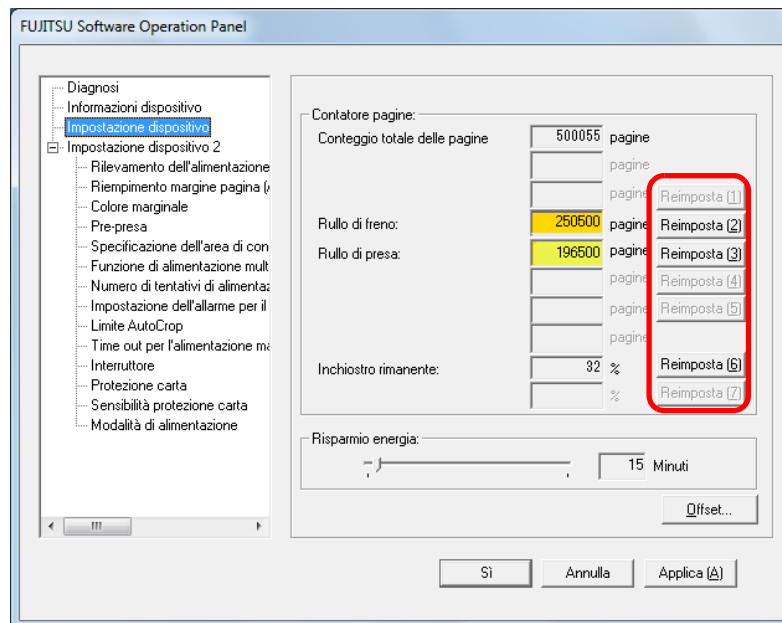 FUJITSU Software Operation Panel
Diagnosi
Informazioni dispositivo
Impostazione dispositivo
Impostazione dispositivo 2
Rilevamento dell'alimentazione
Riempimento margine pagina (
Colore marginale
Pre-presa
Specificazione dell'area di con
Funzione di alimentazione mult
Numero di tentativi di alimenta
Impostazione dell'allarme per il
Limite AutoCrop
Time out per l'alimentazione ma
Interruttore
Protezione carta
Sensibilità protezione carta
Modalità di alimentazione
Contatore pagine:
Conteggio totale delle pagine 500055 pagine
pagine
pagine Reimposta (1)
Rullo di freno: 250500 pagine Reimposta (2)
Rullo di presa: 196500 pagine Reimposta (3)
pagine Reimposta (4)
pagine Reimposta (5)
pagine
Inchiostro rimanente: 32 % Reimposta (6)
% Reimposta (7)
Risparmio energia:
15 Minuti
Offset...
Sì Annulla Applica (A)